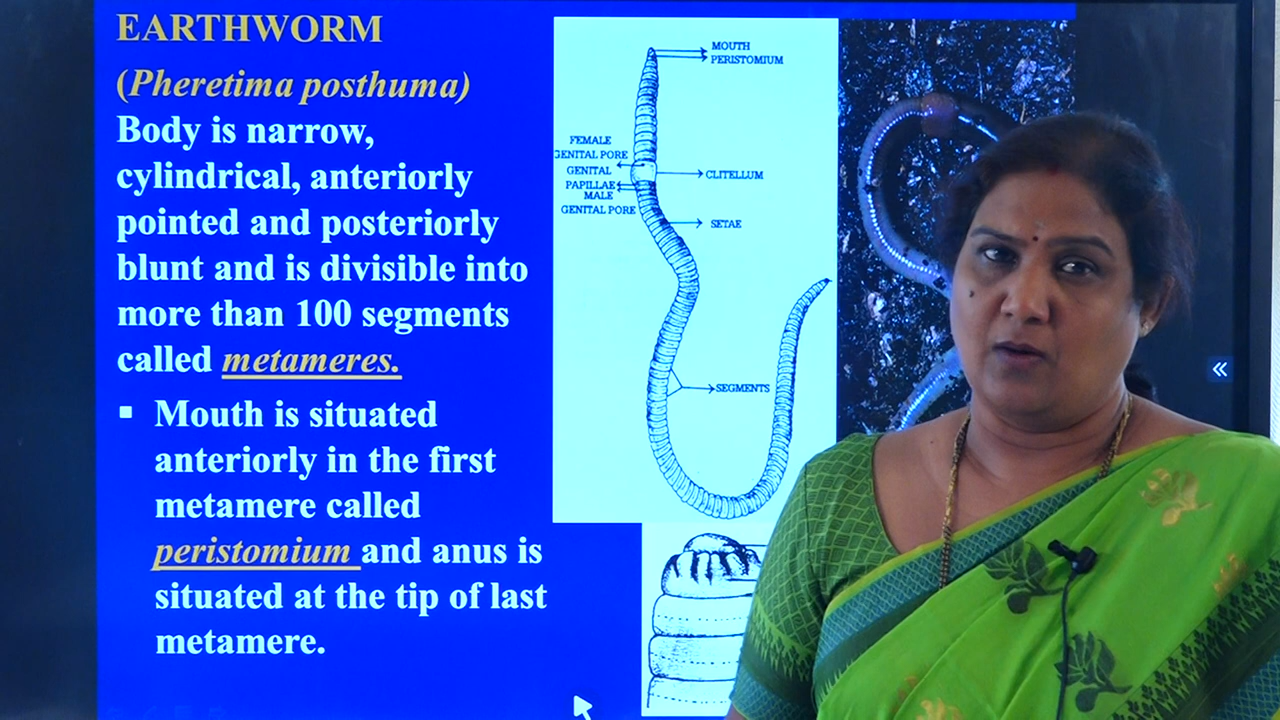 EARTHWORM
(Pheretima posthuma)
Body is narrow,
cylindrical, anteriorly
pointed and posteriorly
blunt and is divisible into
more than 100 segments
called metameres.
▪ Mouth is situated
anteriorly in the first
metamere called
peristomium and anus is
situated at the tip of last
metamere.
MOUTH
PERISTOMIUM
FEMALE
GENITAL PORE
GENITAL
PAPILLAE
MALE
GENITAL PORE
CLITELLUM
SETAE
SEGMENTS
«